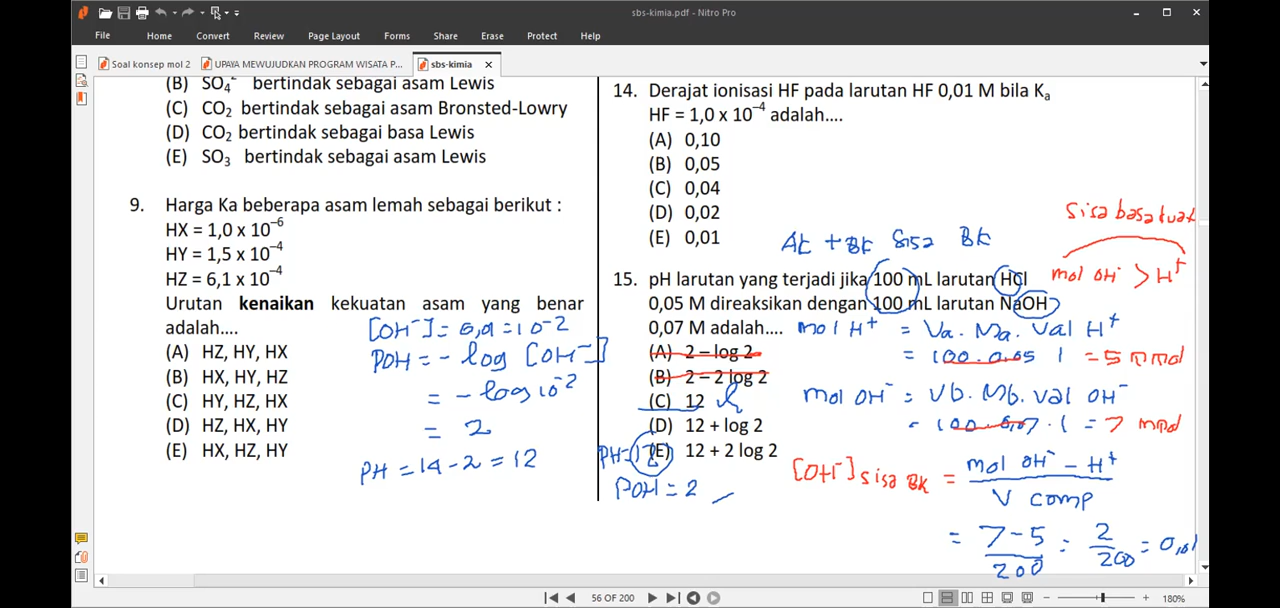 sbs-kimia.pdf - Nitro Pro
File Home Convert Review Page Layout Forms Share Erase Protect Help
Soal konsep mol 2 UPAYA MEWUJUDKAN PROGRAM WISATA P... sbs-kimia
(B) SO₄²⁻ bertindak sebagai asam Lewis
(C) CO₂ bertindak sebagai asam Bronsted-Lowry
(D) CO₂ bertindak sebagai basa Lewis
(E) SO₃ bertindak sebagai asam Lewis
9. Harga Ka beberapa asam lemah sebagai berikut :
HX = 1,0 x 10⁻⁶
HY = 1,5 x 10⁻⁴
HZ = 6,1 x 10⁻⁴
Urutan kenaikan kekuatan asam yang benar
adalah....
(A) HZ, HY, HX
(B) HX, HY, HZ
(C) HY, HZ, HX
(D) HZ, HX, HY
(E) HX, HZ, HY
[OH⁻] = 0,01 = 10⁻²
POH = - log [OH⁻]
= - log 10⁻²
= 2
PH = 14 - 2 = 12
14. Derajat ionisasi HF pada larutan HF 0,01 M bila Kₐ
HF = 1,0 x 10⁻⁴ adalah....
(A) 0,10
(B) 0,05
(C) 0,04
(D) 0,02
(E) 0,01
AK + BK sisa BK
sisa basa kuat
mol OH⁻ > H⁺
15. pH larutan yang terjadi jika 100 mL larutan HCl
0,05 M direaksikan dengan 100 mL larutan NaOH
0,07 M adalah....
(A) 2 – log 2
(B) 2 – 2 log 2
(C) 12
(D) 12 + log 2
(E) 12 + 2 log 2
PH = 12
POH = 2
mol H⁺ = Va. Ma. val H⁺
= 100. 0,05 1 = 5 mmol
mol OH⁻ = Vb. Mb. val OH⁻
= 100. 0,07 . 1 = 7 mmol
[OH⁻] sisa BK = mol OH⁻ - H⁺
V comp
= 7 - 5 = 2 = 0,01
200 200
56 OF 200
180%